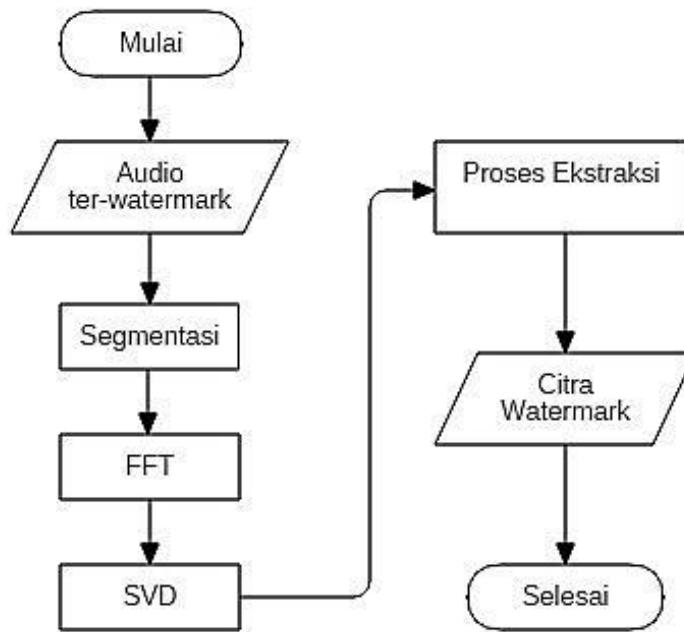 Mulai
Audio
ter-watermark
Segmentasi
FFT
SVD
Proses Ekstraksi
Citra
Watermark
Selesai